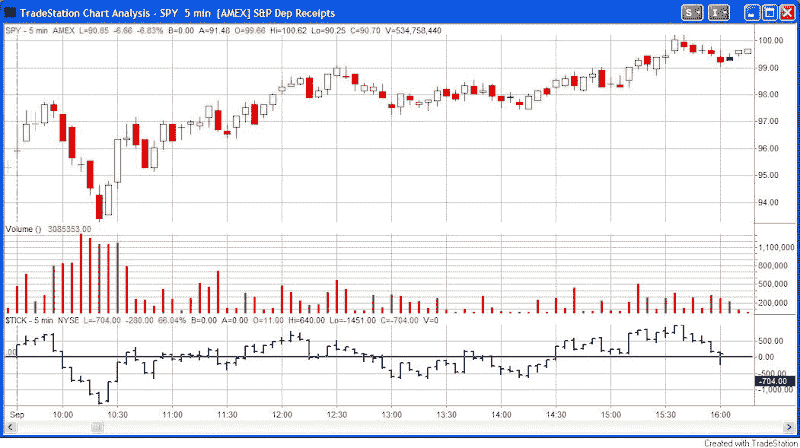 TradeStation Chart Analysis - SPY 5 min [AMEX] S&P Dep Receipts
SPY - 5 min AMEX L=90.85 -6.66 -6.83% B=0.00 A=91.48 O=99.66 Hi=100.62 Lo=90.25 C=90.70 V=534,758,440
100.00
99.00
98.00
97.00
96.00
95.00
94.00
Volume () 3085353.00
1,100,000
800,000
500,000
200,000
$TICK - 5 min NYSE L=-704.00 -280.00 66.04% B=0.00 A=0.00 O=11.00 Hi=640.00 Lo=-1451.00 C=-704.00 V=0
500.00
.00
0.00
-500.00
-704.00
-1,000.00
Sep 10:00 10:30 11:00 11:30 12:00 12:30 13:00 13:30 14:00 14:30 15:00 15:30 16:00
Created with TradeStation